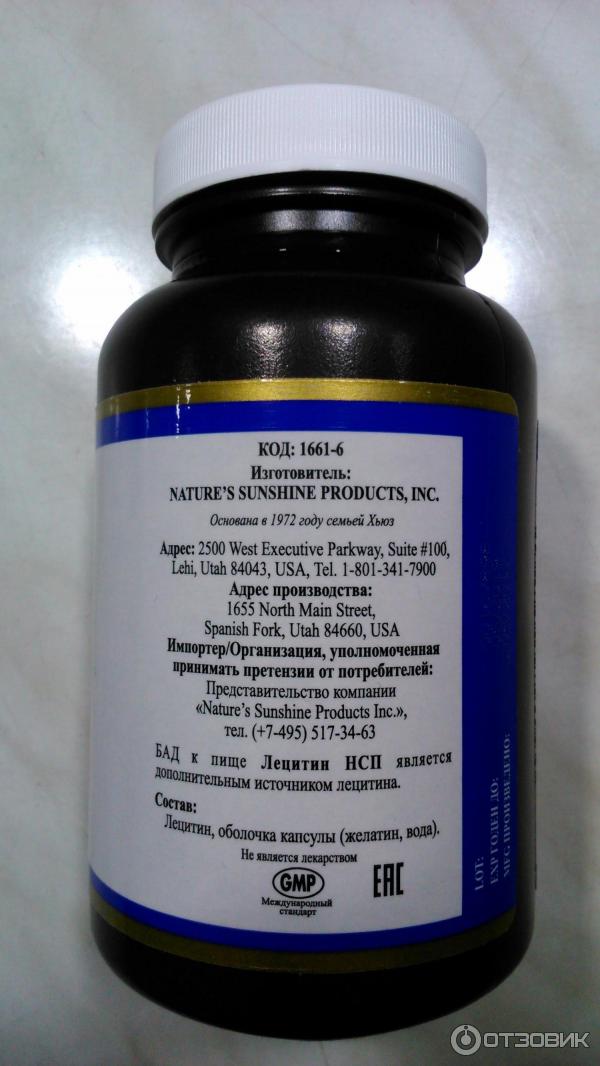 КОД: 1661-6
Изготовитель:
NATURE'S SUNSHINE PRODUCTS, INC.
Основана в 1972 году семьей Хьюз
Адрес: 2500 West Executive Parkway, Suite #100,
Lehi, Utah 84043, USA, Tel. 1-801-341-7900
Адрес производства:
1655 North Main Street,
Spanish Fork, Utah 84660, USA
Импортер/Организация, уполномоченная
принимать претензии от потребителей:
Представительство компании
«Nature's Sunshine Products Inc.»,
тел. (+7-495) 517-34-63
БАД к пище Лецитин НСП является
дополнительным источником лецитина.
Состав:
Лецитин, оболочка капсулы (желатин, вода).
Не является лекарством
GMP
Международный
стандарт
EAC
LOT:
EXP ГОДЕН ДО:
MFG ПРОИЗВЕДЕНО:
ОТЗОВИК